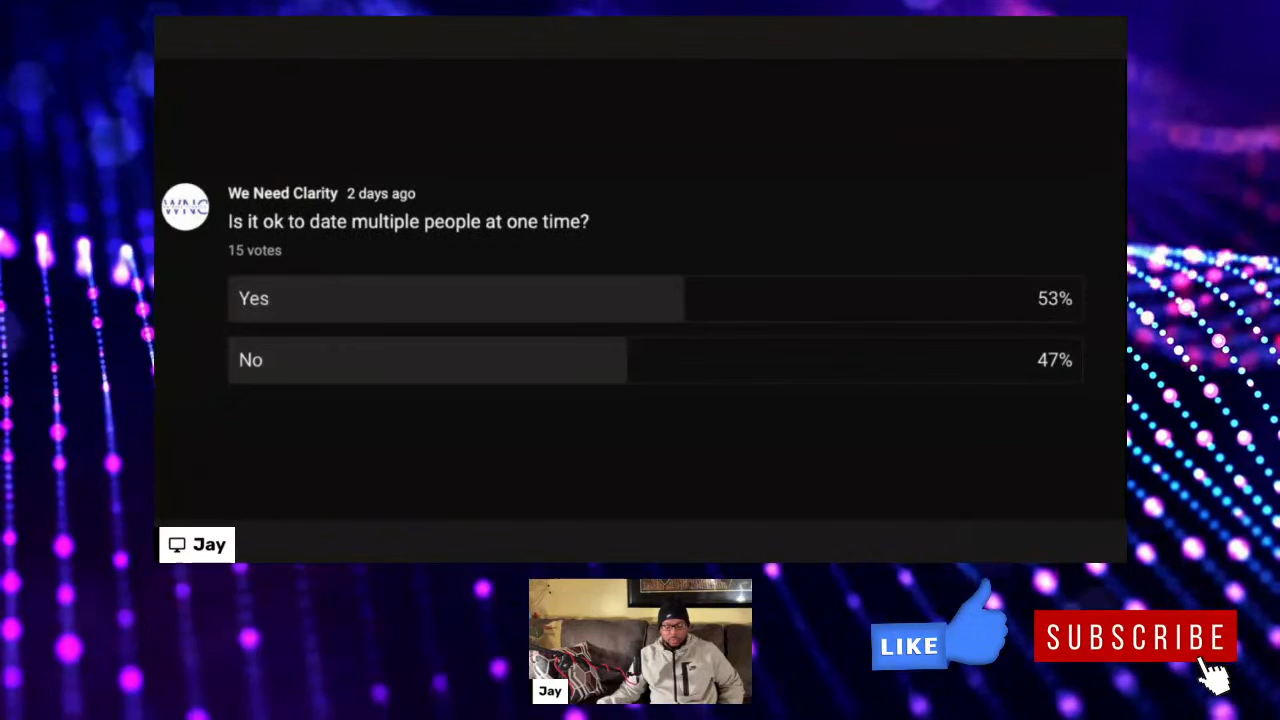 We Need Clarity 2 days ago
WNC
Is it ok to date multiple people at one time?
15 votes
Yes 53%
No 47%
Jay
Jay
LIKE
SUBSCRIBE